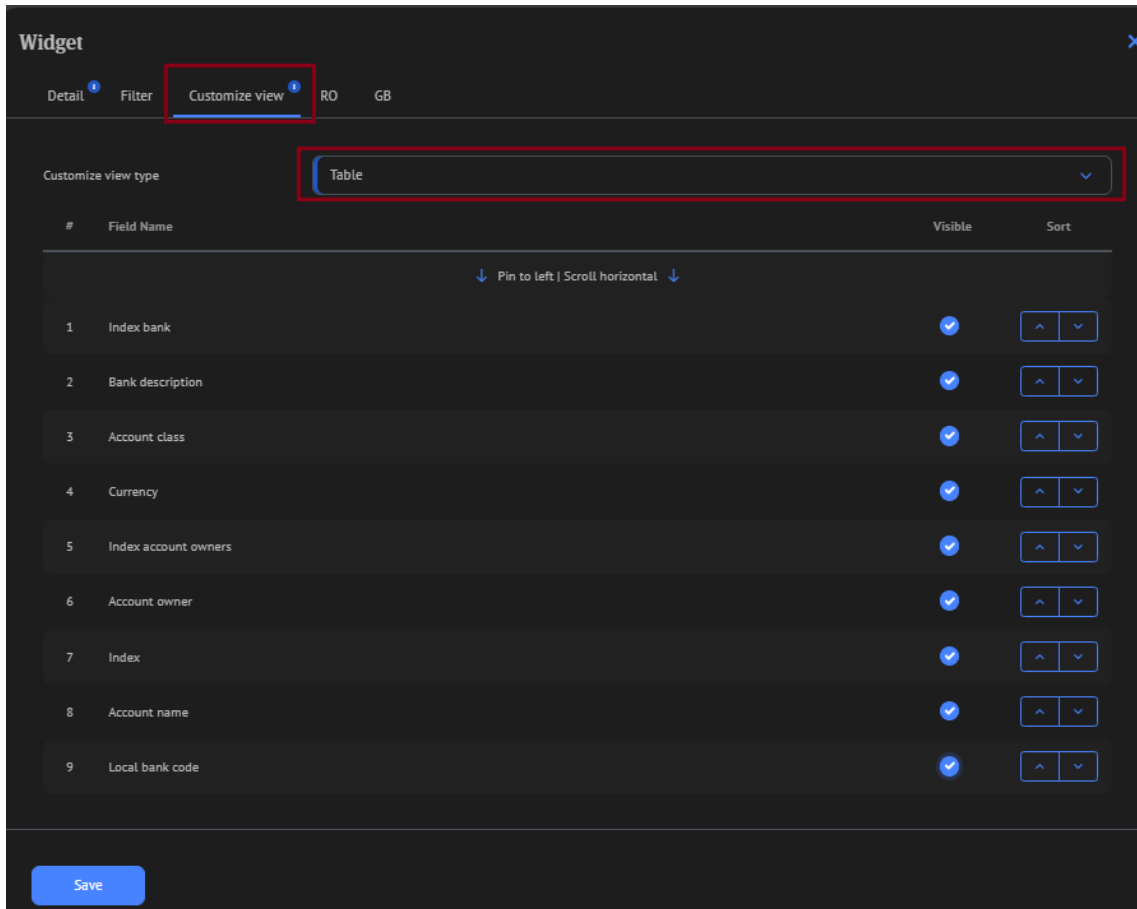 Widget
Detail Filter Customize view RO GB
Customize view type Table
# Field Name Visible Sort
↓ Pin to left | Scroll horizontal ↓
1 Index bank
2 Bank description
3 Account class
4 Currency
5 Index account owners
6 Account owner
7 Index
8 Account name
9 Local bank code
Save